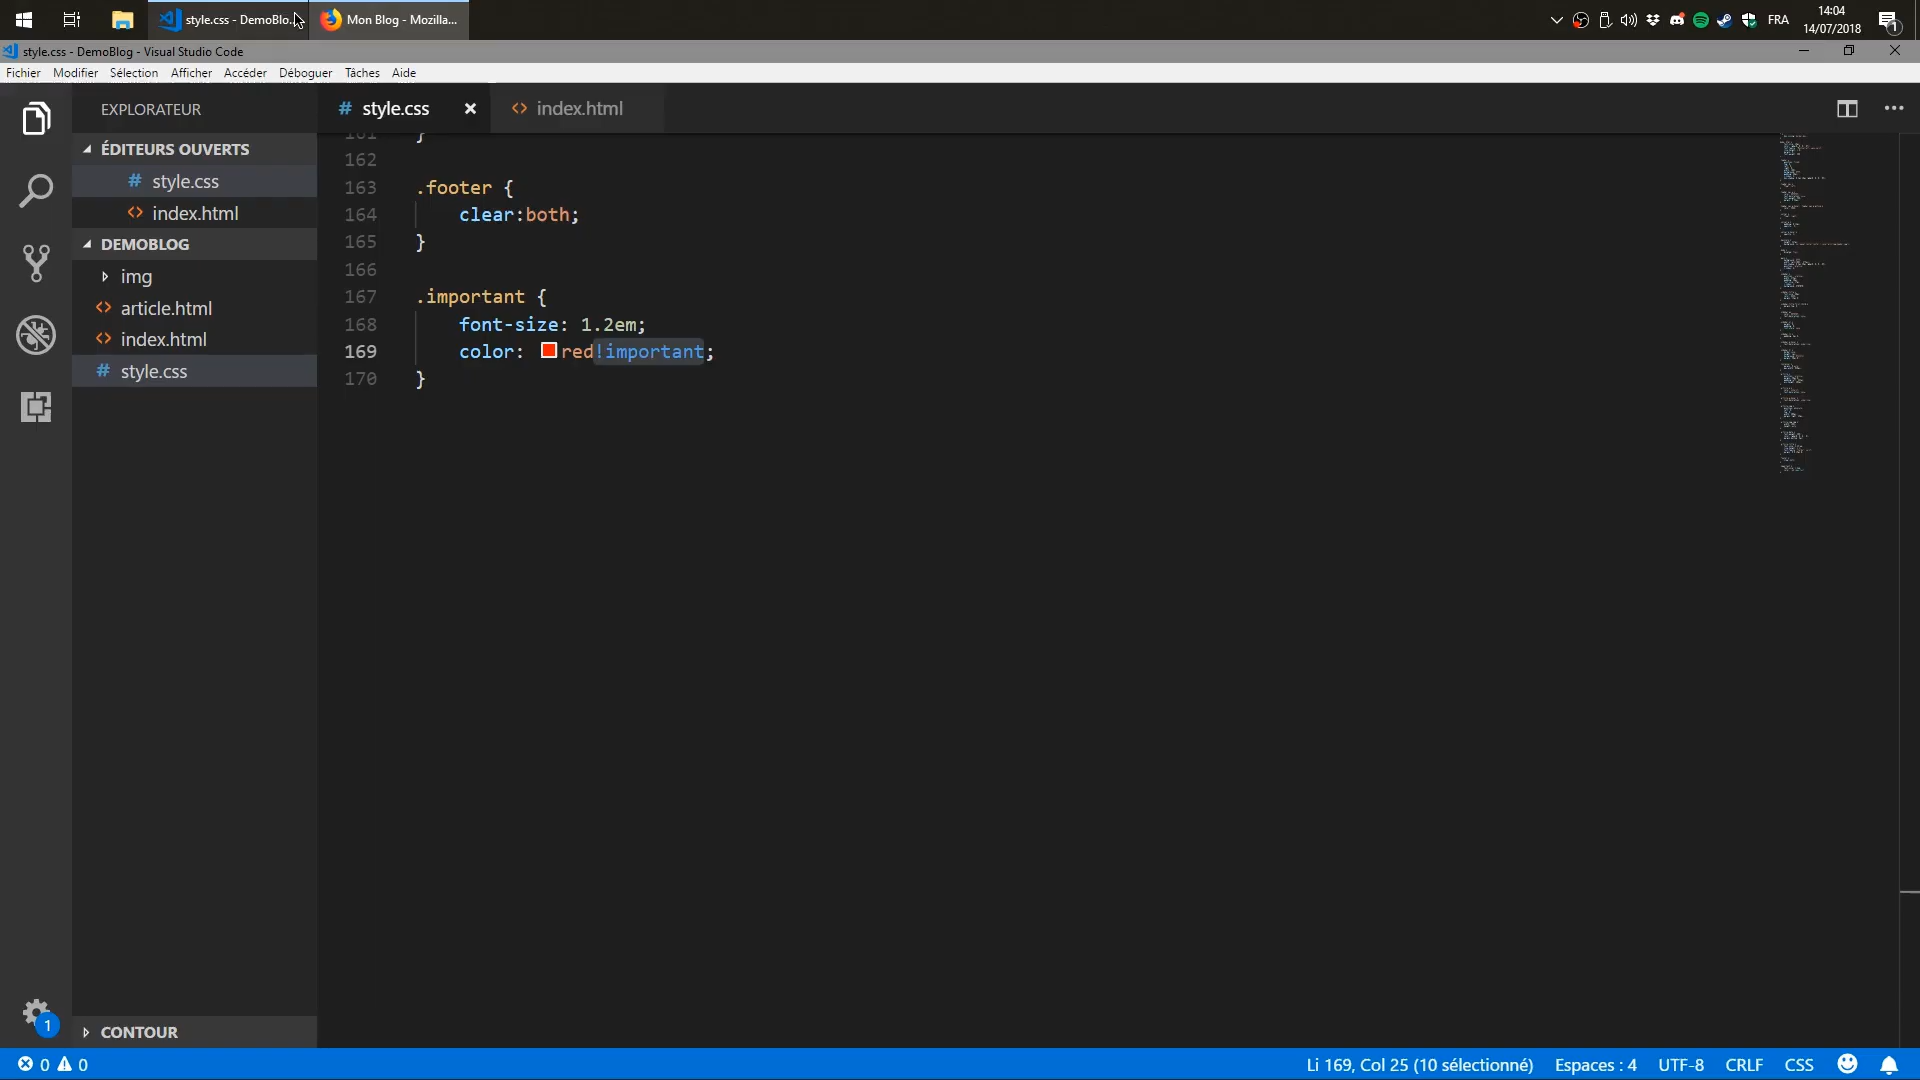 style.css - DemoBlo...
Mon Blog - Mozilla...
FRA
14:04
14/07/2018
1
style.css - DemoBlog - Visual Studio Code
Fichier Modifier Sélection Afficher Accéder Déboguer Tâches Aide
EXPLORATEUR
# style.css
<> index.html
ÉDITEURS OUVERTS
# style.css
<> index.html
DEMOBLOG
img
<> article.html
<> index.html
# style.css
CONTOUR
1
161 }
162
163 .footer {
164 clear:both;
165 }
166
167 .important {
168 font-size: 1.2em;
169 color: red!important;
170 }
0 0
Li 169, Col 25 (10 sélectionné) Espaces : 4 UTF-8 CRLF CSS